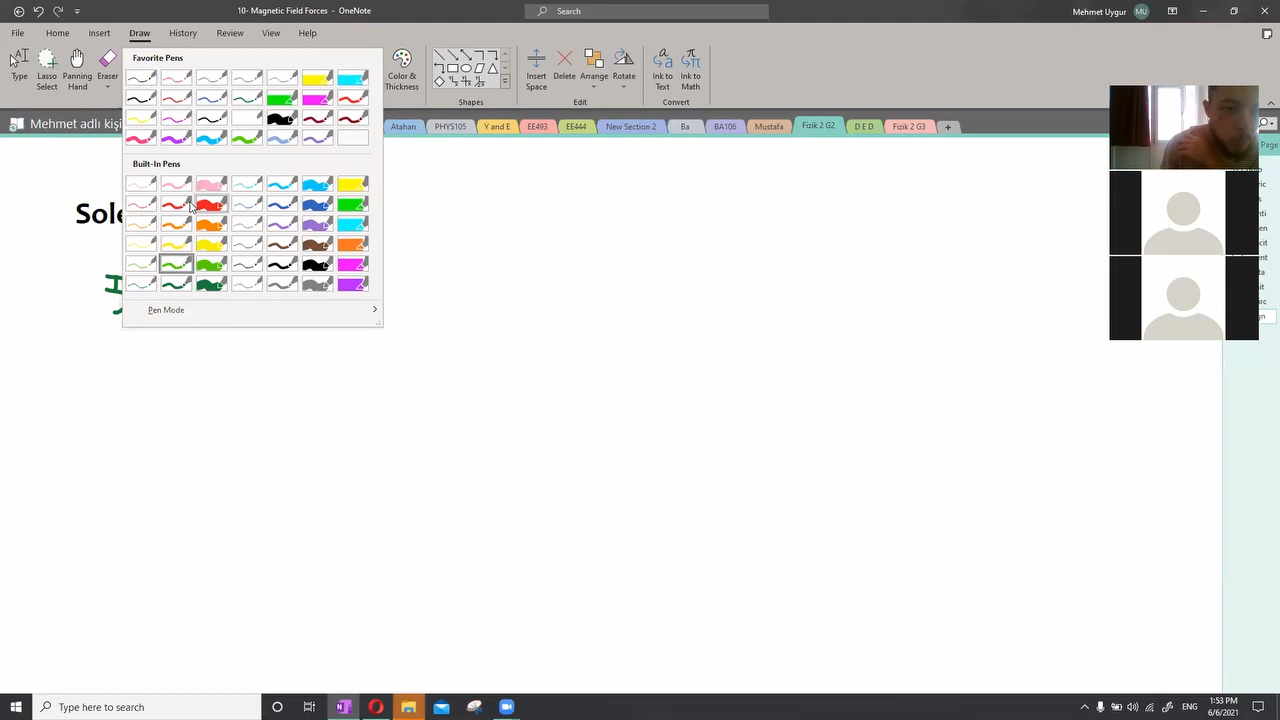 10- Magnetic Field Forces - OneNote
Search
Mehmet Uygur MU
File Home Insert Draw History Review View Help
Type
Lasso Select
Panning Hand
Eraser
Favorite Pens
Built-In Pens
Pen Mode
Color & Thickness
Shapes
Insert Space
Delete
Arrange
Rotate
Edit
Ink to Text
Ink to Math
Convert
Mehmet adlı kişi
Atahan PHYS105 Y and E EE493 EE444 New Section 2 Ba BA106 Mustafa Fizik 2 G2 D E D Fizik 2 G3
Page
Sole
Type here to search
ENG
1:53 PM
6/6/2021